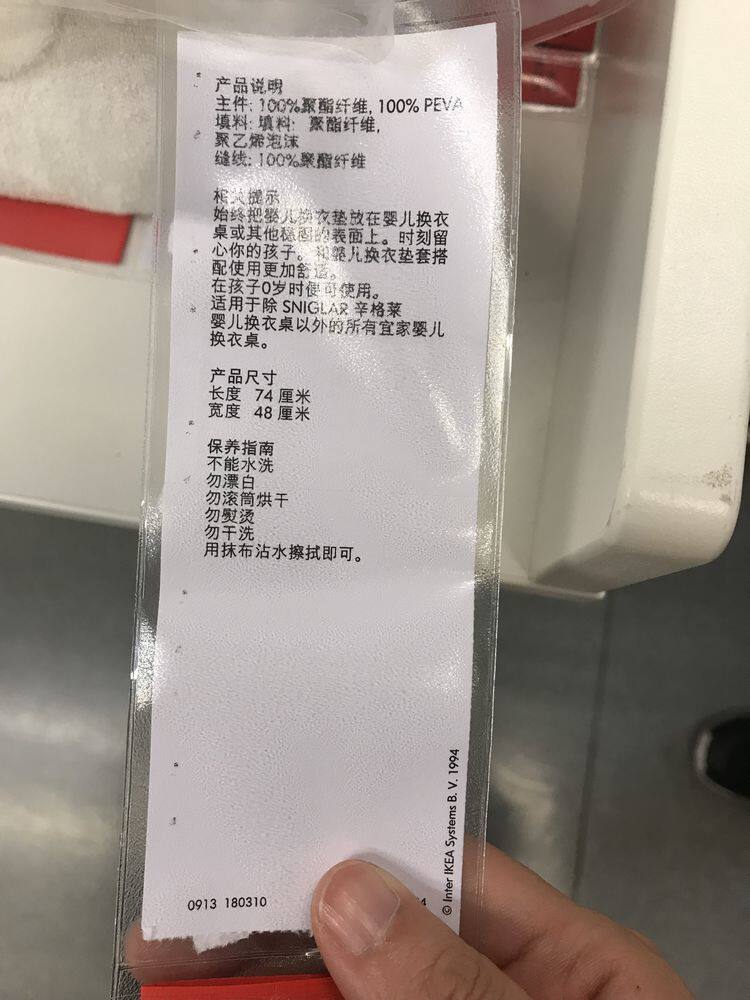 产品说明
主件: 100%聚酯纤维, 100% PEVA
填料: 填料: 聚酯纤维,
聚乙烯泡沫
缝线: 100%聚酯纤维
相关提示
始终把婴儿换衣垫放在婴儿换衣
桌或其他稳固的表面上。时刻留
心你的孩子。和婴儿换衣垫套搭
配使用更加舒适。
在孩子0岁时便可使用。
适用于除 SNIGLAR 辛格莱
婴儿换衣桌以外的所有宜家婴儿
换衣桌。
产品尺寸
长度 74 厘米
宽度 48 厘米
保养指南
不能水洗
勿漂白
勿滚筒烘干
勿熨烫
勿干洗
用抹布沾水擦拭即可。
© Inter IKEA Systems B. V. 1994
0913 180310